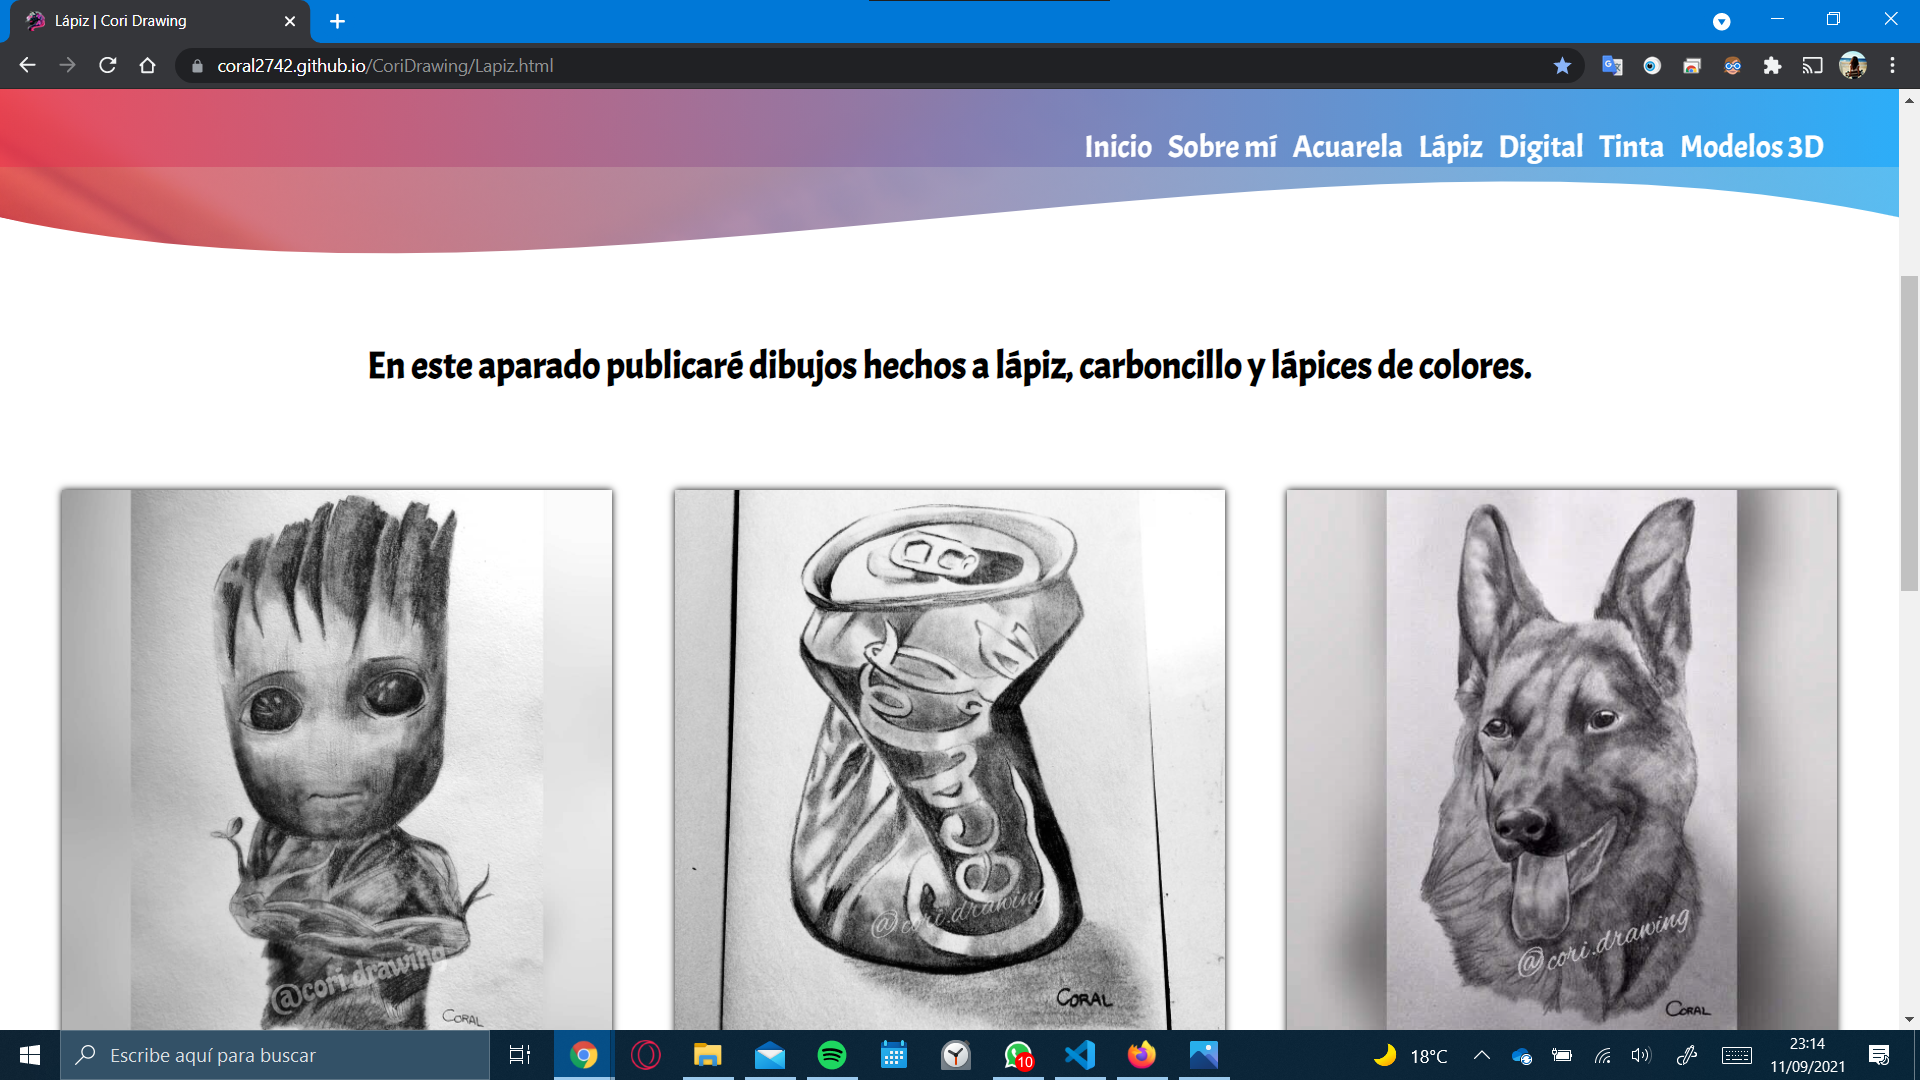 Lápiz | Cori Drawing
coral2742.github.io/CoriDrawing/Lapiz.html
Inicio Sobre mí Acuarela Lápiz Digital Tinta Modelos 3D
En este aparado publicaré dibujos hechos a lápiz, carboncillo y lápices de colores.
@cori.drawing
CORAL
@cori.drawing
CORAL
@cori.drawing
CORAL
Escribe aquí para buscar
10
18°C
23:14
11/09/2021